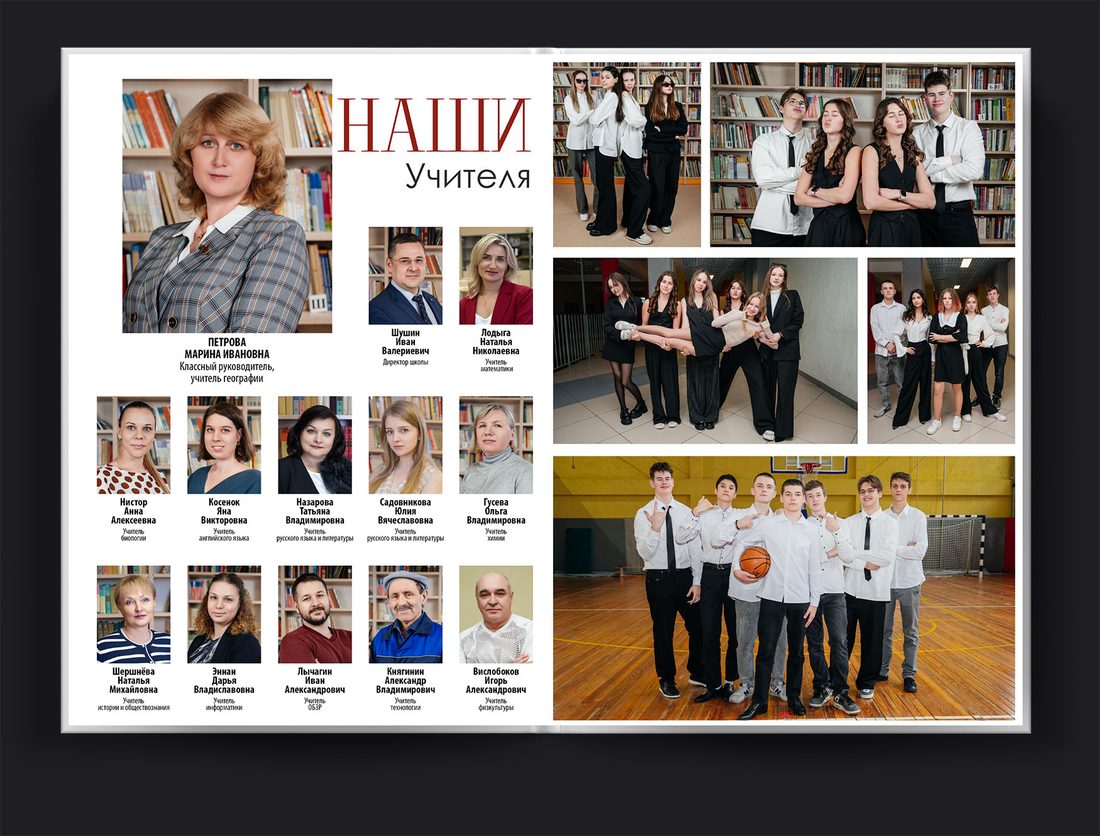 НАШИ
Учителя
ПЕТРОВА
МАРИНА ИВАНОВНА
Классный руководитель,
учитель географии
Шушин
Иван
Валериевич
Директор школы
Лодыга
Наталья
Николаевна
Учитель
математики
Нистор
Анна
Алексеевна
Учитель
биологии
Косенок
Яна
Викторовна
Учитель
английского языка
Назарова
Татьяна
Владимировна
Учитель
русского языка и литературы
Садовникова
Юлия
Вячеславовна
Учитель
русского языка и литературы
Гусева
Ольга
Владимировна
Учитель
химии
Шершнёва
Наталья
Михайловна
Учитель
истории и обществознания
Эннан
Дарья
Владиславовна
Учитель
информатики
Лычагин
Иван
Александрович
Учитель
ОБЗР
Княгинин
Александр
Владимирович
Учитель
технологии
Вислобоков
Игорь
Александрович
Учитель
физкультуры